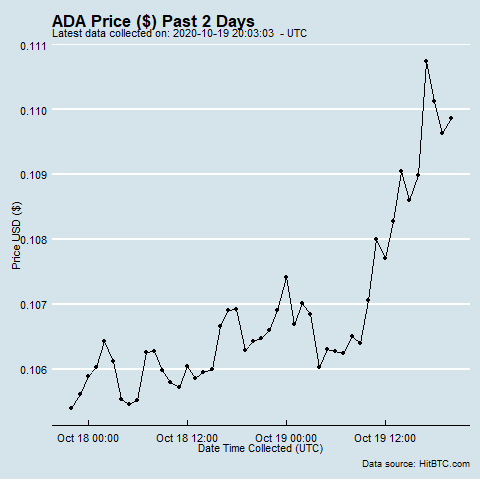 ADA Price ($) Past 2 Days
Latest data collected on: 2020-10-19 20:03:03 - UTC
0.111
0.110
0.109
0.108
0.107
0.106
Price USD ($)
Oct 18 00:00 Oct 18 12:00 Oct 19 00:00 Oct 19 12:00
Date Time Collected (UTC)
Data source: HitBTC.com